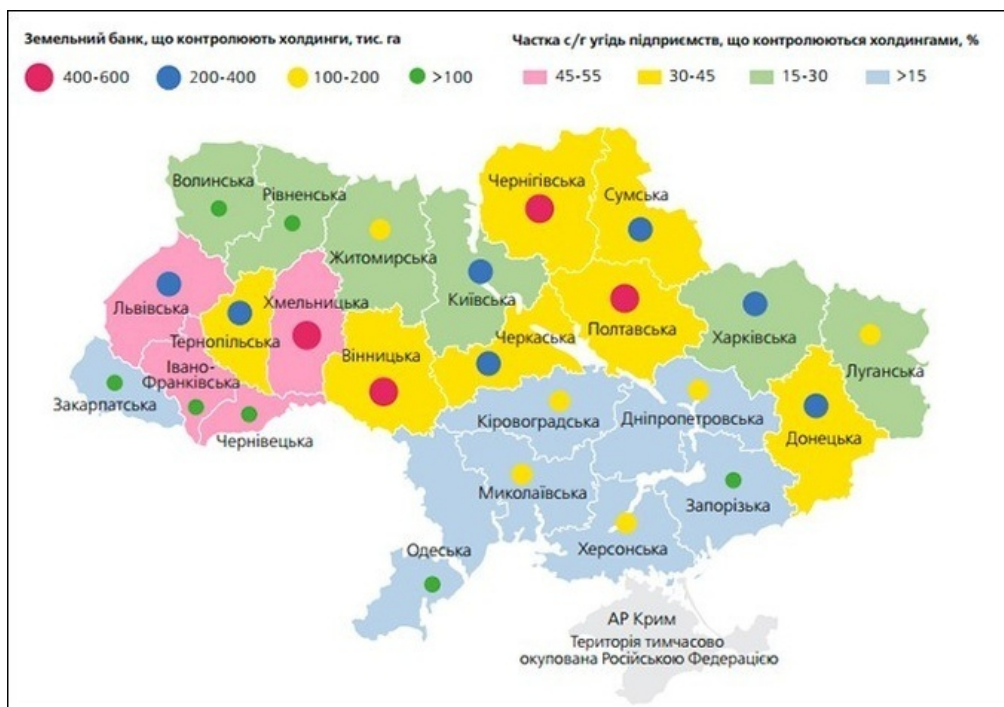 Земельний банк, що контролюють холдинги, тис. га
400-600
200-400
100-200
>100
Частка с/г угідь підприємств, що контролюються холдингами, %
45-55
30-45
15-30
>15
Волинська
Рівненська
Житомирська
Чернігівська
Сумська
Львівська
Тернопільська
Хмельницька
Київська
Полтавська
Харківська
Луганська
Вінницька
Черкаська
Івано-
Франківська
Закарпатська
Чернівецька
Кіровоградська
Дніпропетровська
Донецька
Миколаївська
Запорізька
Одеська
Херсонська
АР Крим
Територія тимчасово
окупована Російською Федерацією